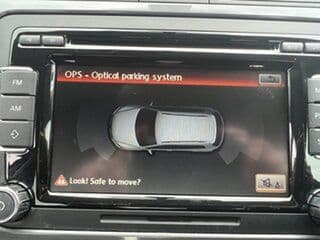 OPS - Optical parking system
FM
AM
Look! Safe to move?